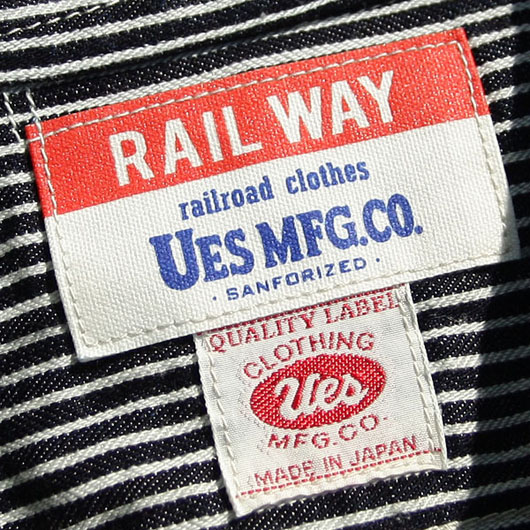 RAIL WAY
railroad clothes
UES MFG.CO.
· SANFORIZED ·
QUALITY LABEL
CLOTHING
Ues
MFG.CO.
MADE IN JAPAN